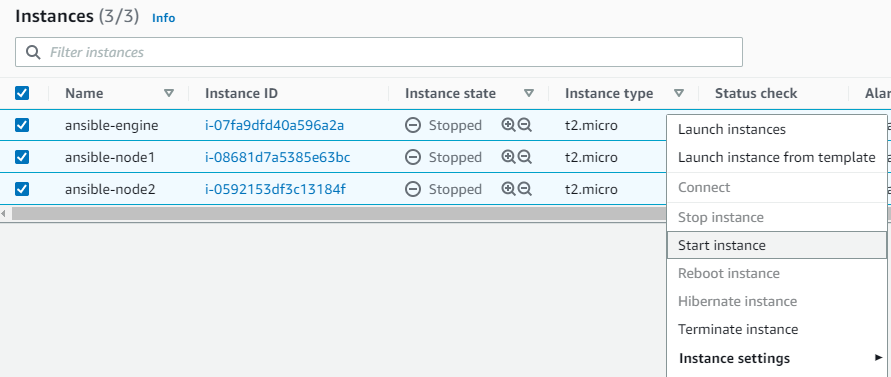 Instances (3/3) Info
Filter instances
Name Instance ID Instance state Instance type Status check Alar
ansible-engine i-07fa9dfd40a596a2a Stopped t2.micro
ansible-node1 i-08681d7a5385e63bc Stopped t2.micro
ansible-node2 i-0592153df3c13184f Stopped t2.micro
Launch instances
Launch instance from template
Connect
Stop instance
Start instance
Reboot instance
Hibernate instance
Terminate instance
Instance settings